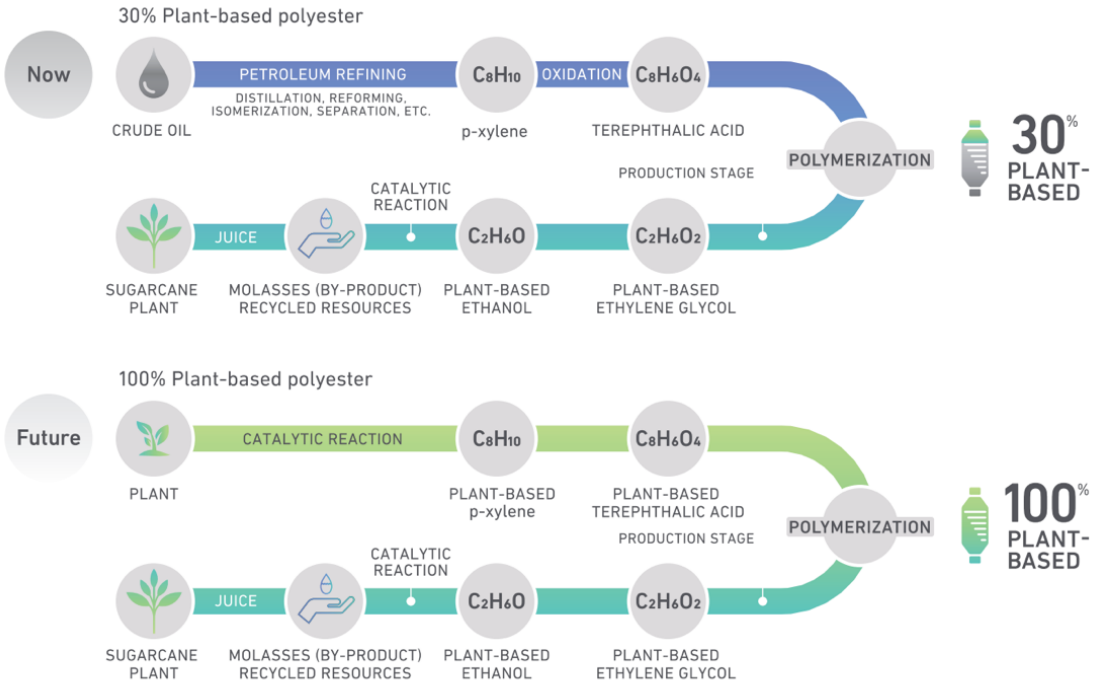 30% Plant-based polyester
Now
PETROLEUM REFINING
DISTILLATION, REFORMING,
ISOMERIZATION, SEPARATION, ETC.
CRUDE OIL
C₈H₁₀
p-xylene
OXIDATION
C₈H₆O₄
TEREPHTHALIC ACID
POLYMERIZATION
PRODUCTION STAGE
30%
PLANT-
BASED
JUICE
CATALYTIC
REACTION
C₂H₆O
C₂H₆O₂
SUGARCANE
PLANT
MOLASSES (BY-PRODUCT)
RECYCLED RESOURCES
PLANT-BASED
ETHANOL
PLANT-BASED
ETHYLENE GLYCOL
100% Plant-based polyester
Future
CATALYTIC REACTION
PLANT
C₈H₁₀
PLANT-BASED
p-xylene
C₈H₆O₄
PLANT-BASED
TEREPHTHALIC ACID
POLYMERIZATION
PRODUCTION STAGE
100%
PLANT-
BASED
JUICE
CATALYTIC
REACTION
C₂H₆O
C₂H₆O₂
SUGARCANE
PLANT
MOLASSES (BY-PRODUCT)
RECYCLED RESOURCES
PLANT-BASED
ETHANOL
PLANT-BASED
ETHYLENE GLYCOL